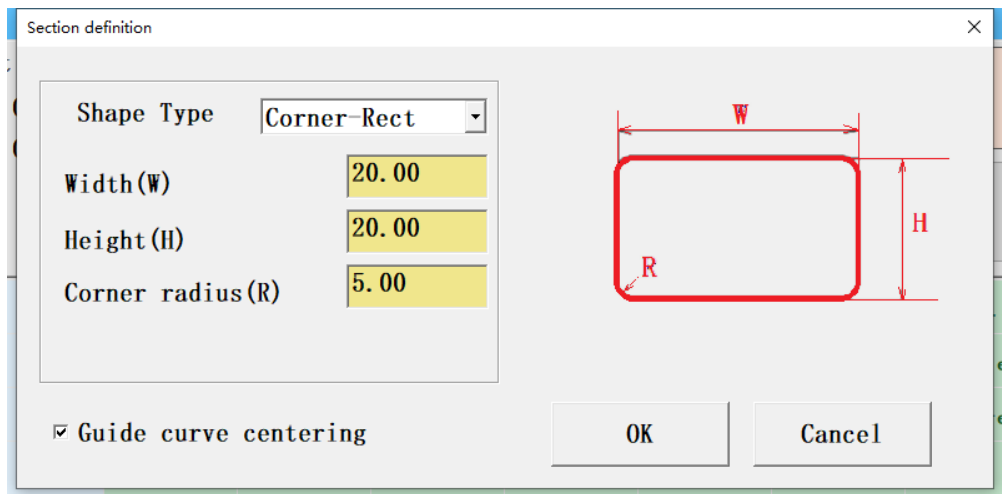 Section definition
Shape Type
Corner-Rect
Width(W)
20.00
Height(H)
20.00
Corner radius(R)
5.00
W
H
R
Guide curve centering
OK
Cancel